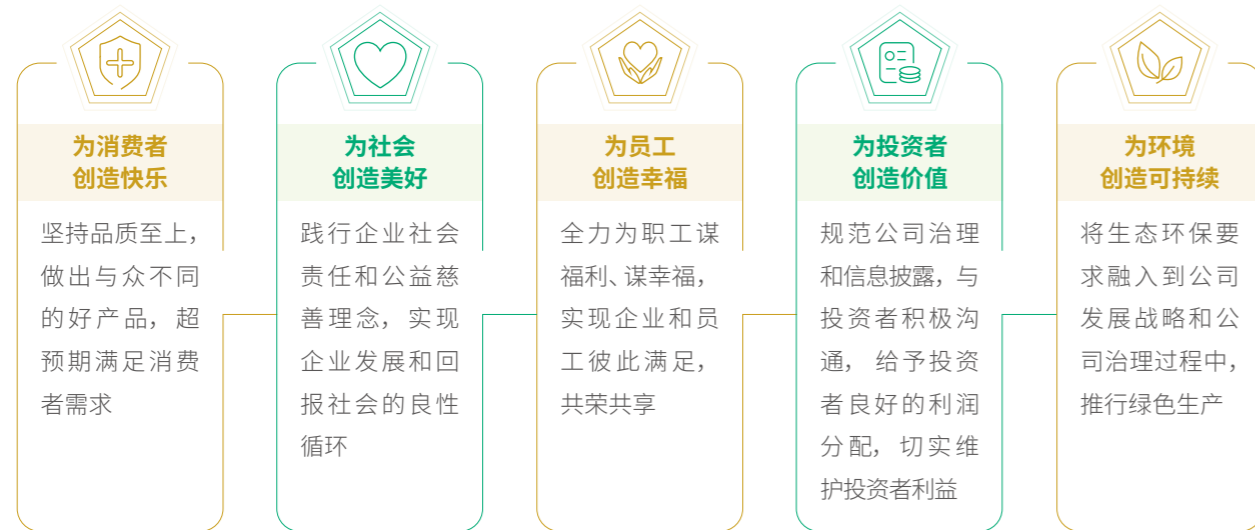 为消费者
创造快乐
坚持品质至上，
做出与众不同
的好产品，超
预期满足消费
者需求
为社会
创造美好
践行企业社会
责任和公益慈
善理念，实现
企业发展和回
报社会的良性
循环
为员工
创造幸福
全力为职工谋
福利、谋幸福，
实现企业和员
工彼此满足，
共荣共享
为投资者
创造价值
规范公司治理
和信息披露，与
投资者积极沟
通，给予投资
者良好的利润
分配，切实维
护投资者利益
为环境
创造可持续
将生态环保要
求融入到公司
发展战略和公
司治理过程中，
推行绿色生产